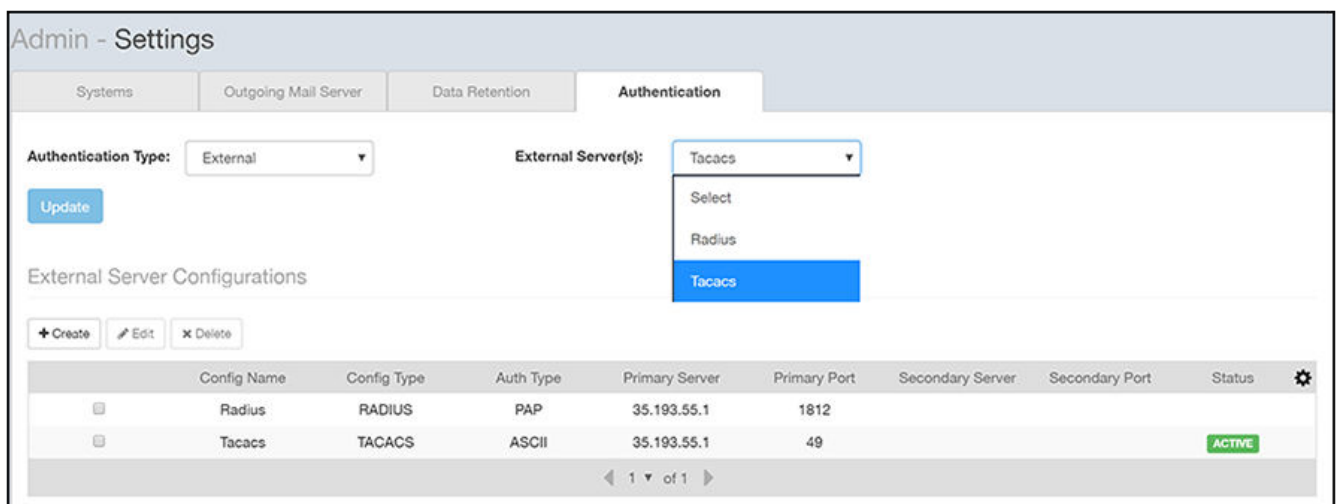 Admin - Settings
Systems Outgoing Mail Server Data Retention Authentication
Authentication Type: External External Server(s): Tacacs
Select
Update
Radius
Tacacs
External Server Configurations
Create Edit Delete
Config Name Config Type Auth Type Primary Server Primary Port Secondary Server Secondary Port Status
Radius RADIUS PAP 35.193.55.1 1812
Tacacs TACACS ASCII 35.193.55.1 49 ACTIVE
1 of 1